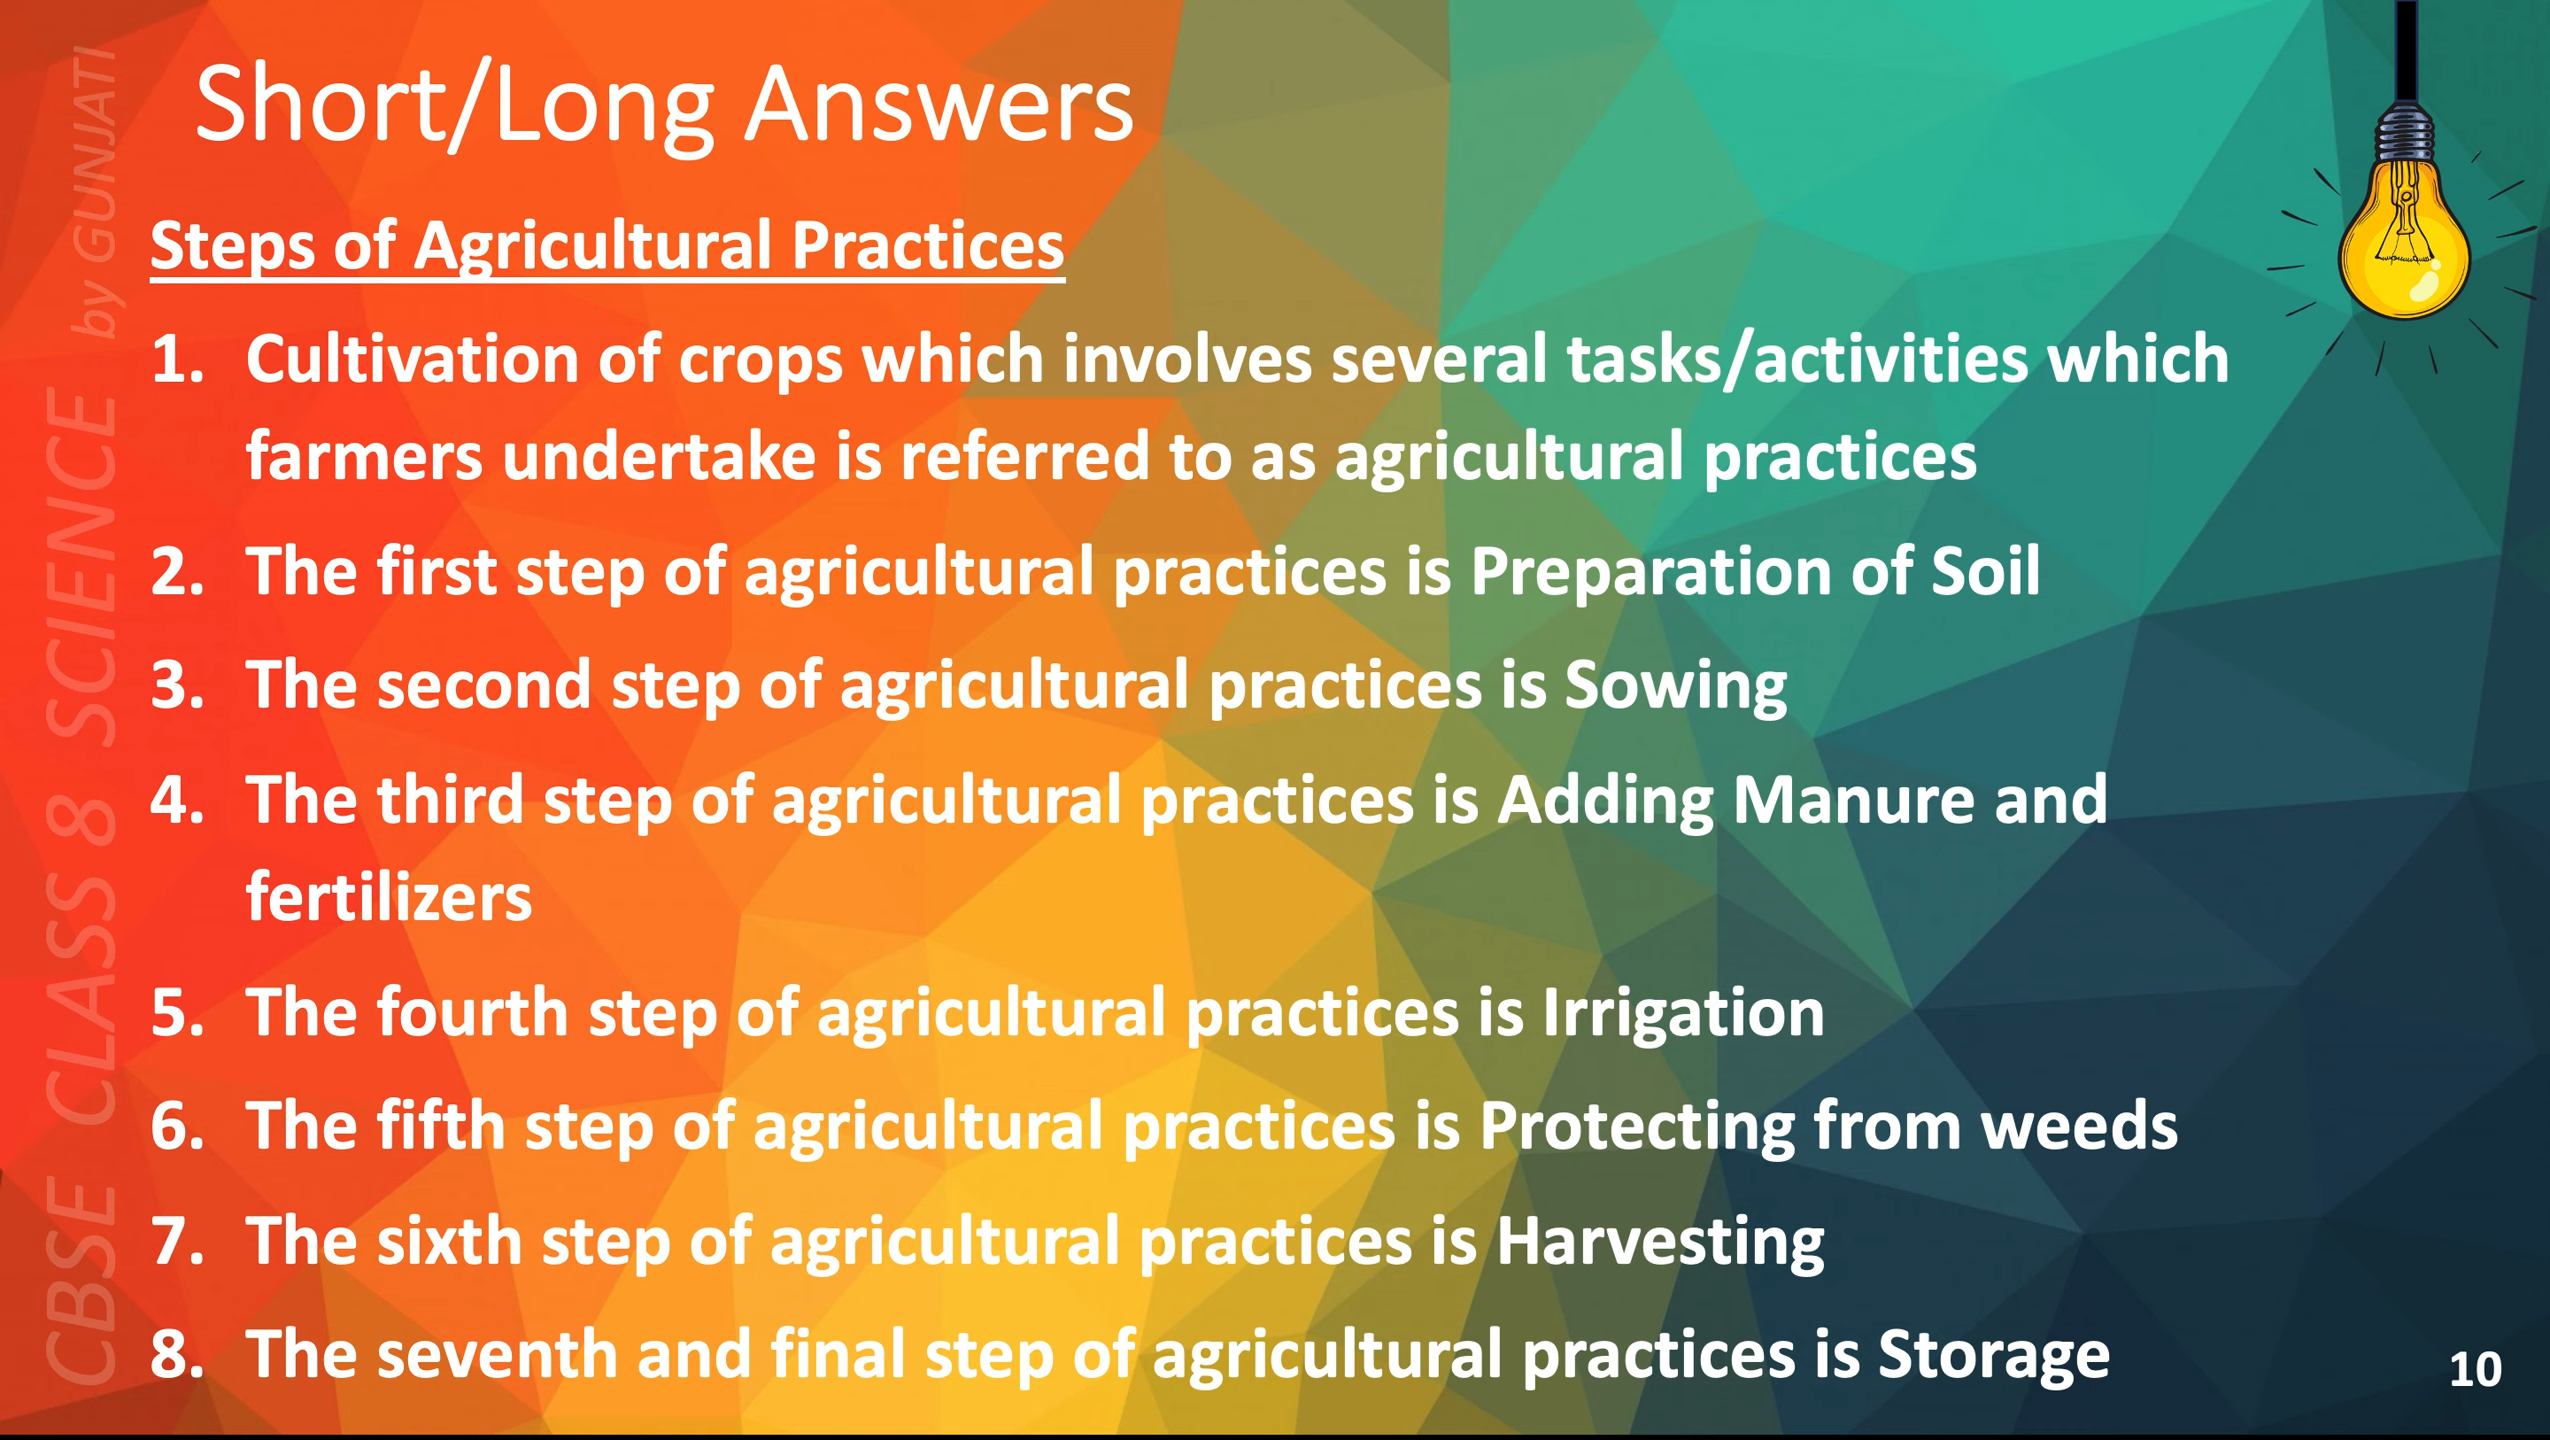 Short/Long Answers
Steps of Agricultural Practices
1. Cultivation of crops which involves several tasks/activities which
farmers undertake is referred to as agricultural practices
2. The first step of agricultural practices is Preparation of Soil
3. The second step of agricultural practices is Sowing
4. The third step of agricultural practices is Adding Manure and
fertilizers
5. The fourth step of agricultural practices is Irrigation
6. The fifth step of agricultural practices is Protecting from weeds
7. The sixth step of agricultural practices is Harvesting
8. The seventh and final step of agricultural practices is Storage
10
CBSE CLASS 8 SCIENCE by GUNJATI